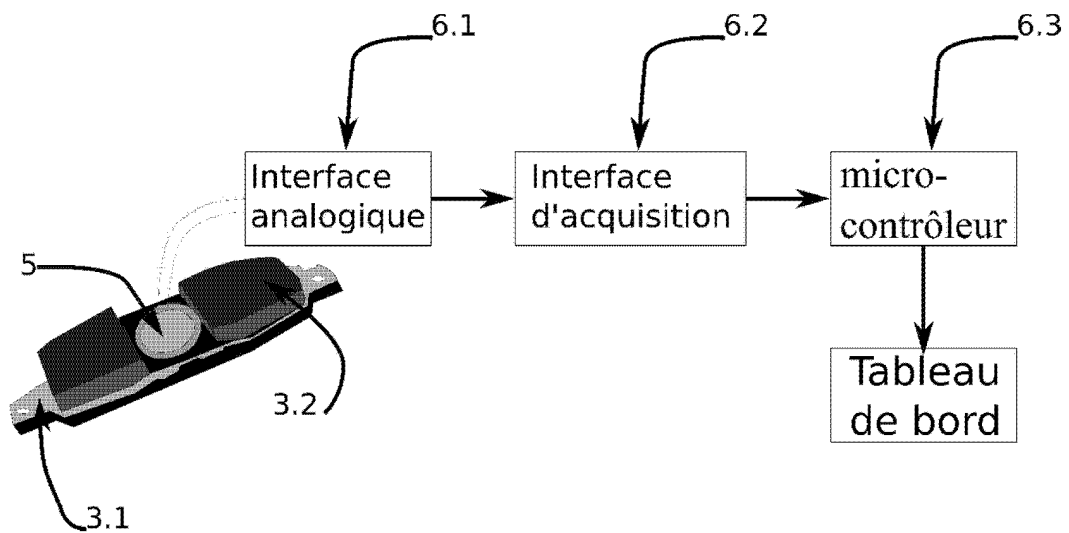 6.1
6.2
6.3
Interface
analogique
Interface
d'acquisition
micro-
contrôleur
5
3.2
Tableau
de bord
3.1